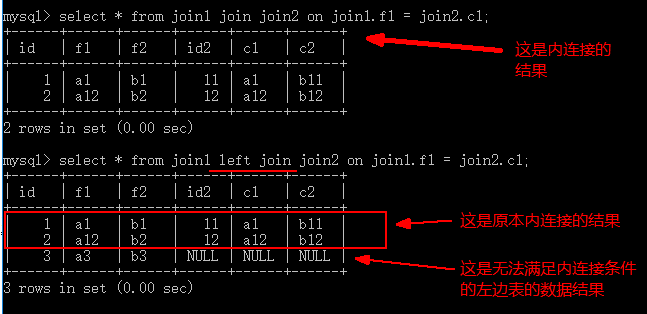 mysql> select * from join1 join join2 on join1.f1 = join2.c1;
+----+------+------+------+------+------+
| id | f1 | f2 | id2 | c1 | c2 |
+----+------+------+------+------+------+
| 1 | a1 | b1 | 11 | a1 | b11 |
| 2 | a12 | b2 | 12 | a12 | b12 |
+----+------+------+------+------+------+
2 rows in set (0.00 sec)
这是内连接的
结果
mysql> select * from join1 left join join2 on join1.f1 = join2.c1;
+----+------+------+------+------+------+
| id | f1 | f2 | id2 | c1 | c2 |
+----+------+------+------+------+------+
| 1 | a1 | b1 | 11 | a1 | b11 |
| 2 | a12 | b2 | 12 | a12 | b12 |
| 3 | a3 | b3 | NULL | NULL | NULL |
+----+------+------+------+------+------+
3 rows in set (0.00 sec)
这是原本内连接的结果
这是无法满足内连接条件
的左边表的数据结果